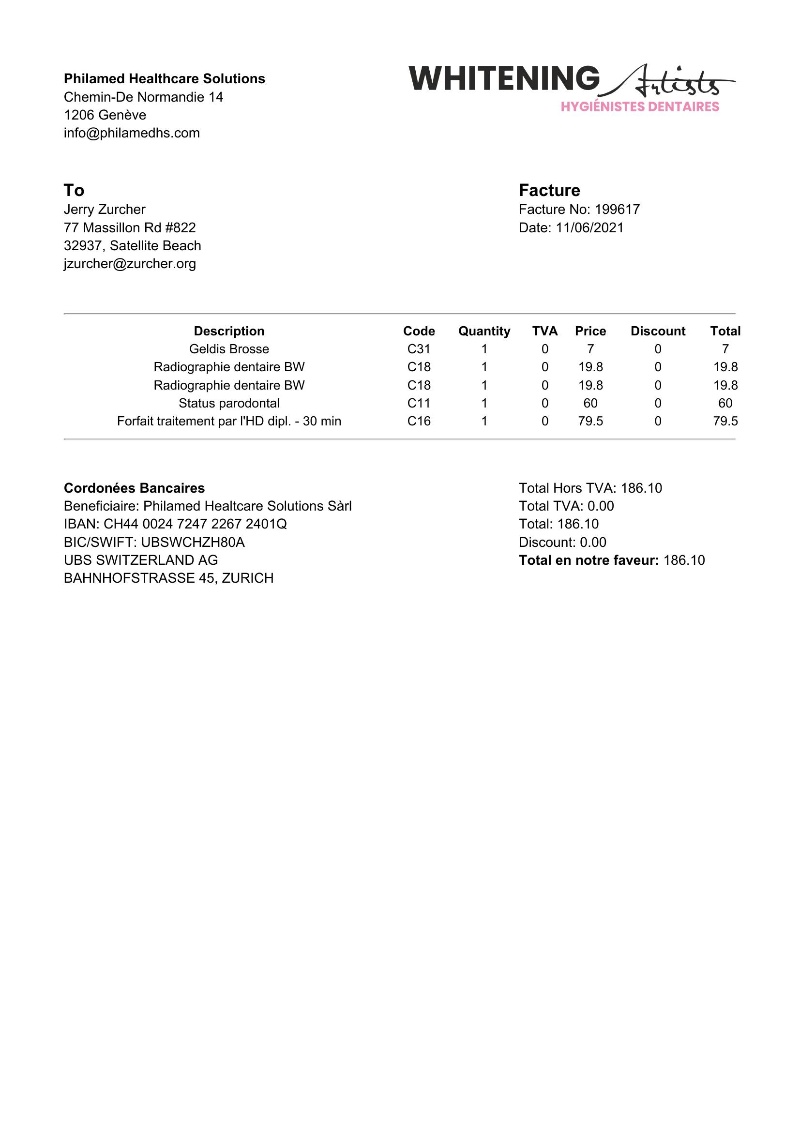 Philamed Healthcare Solutions
Chemin-De Normandie 14
1206 Genève
info@philamedhs.com
WHITENING Artists
HYGIÉNISTES DENTAIRES
To
Jerry Zurcher
77 Massillon Rd #822
32937, Satellite Beach
jzurcher@zurcher.org
Facture
Facture No: 199617
Date: 11/06/2021
Description Code Quantity TVA Price Discount Total
Geldis Brosse C31 1 0 7 0 7
Radiographie dentaire BW C18 1 0 19.8 0 19.8
Radiographie dentaire BW C18 1 0 19.8 0 19.8
Status parodontal C11 1 0 60 0 60
Forfait traitement par l'HD dipl. - 30 min C16 1 0 79.5 0 79.5
Cordonées Bancaires
Beneficiaire: Philamed Healtcare Solutions Sàrl
IBAN: CH44 0024 7247 2267 2401Q
BIC/SWIFT: UBSWCHZH80A
UBS SWITZERLAND AG
BAHNHOFSTRASSE 45, ZURICH
Total Hors TVA: 186.10
Total TVA: 0.00
Total: 186.10
Discount: 0.00
Total en notre faveur: 186.10